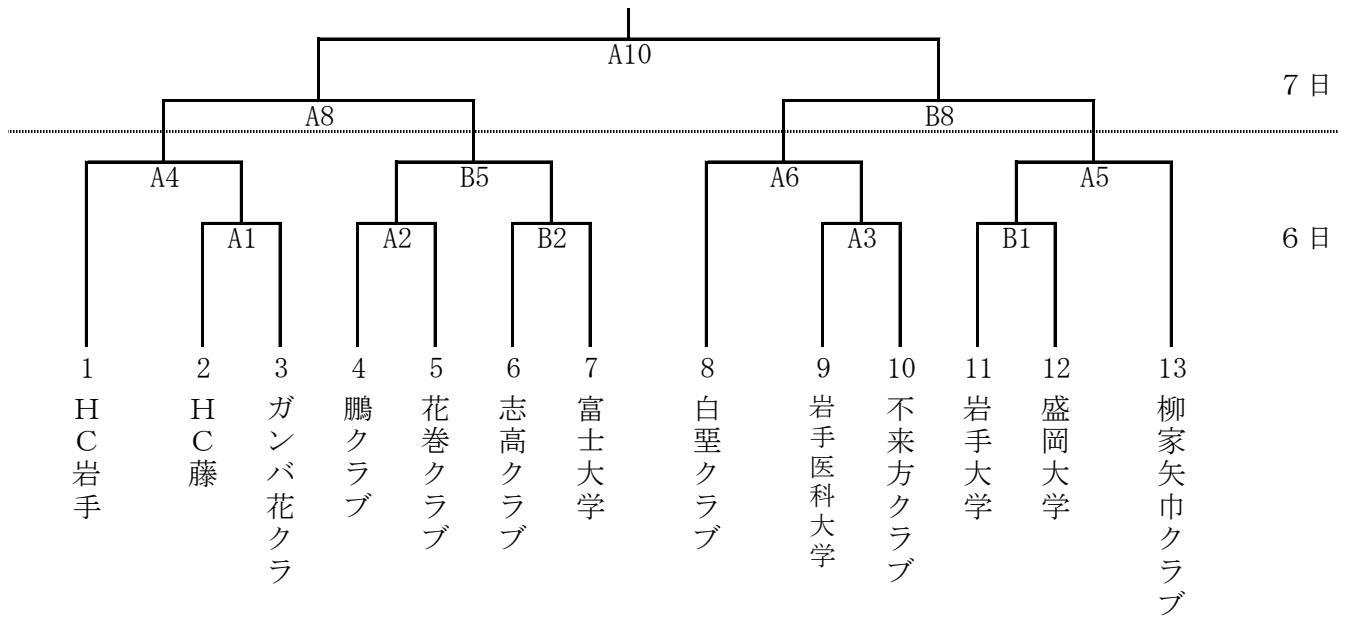 A10
７日
A8
B8
A4
B5
A6
A5
A1
A2
B2
A3
B1
６日
1
2
3
4
5
6
7
8
9
10
11
12
13
ＨＣ岩手
ＨＣ藤
ガンバ花クラ
鵬クラブ
花巻クラブ
志高クラブ
富士大学
白堊クラブ
岩手医科大学
不来方クラブ
岩手大学
盛岡大学
柳家矢巾クラブ